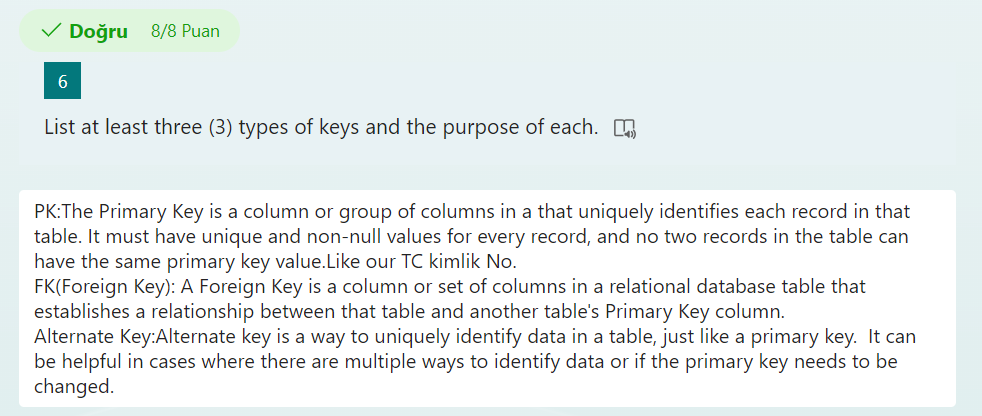 Doğru 8/8 Puan
6
List at least three (3) types of keys and the purpose of each.
PK:The Primary Key is a column or group of columns in a that uniquely identifies each record in that
table. It must have unique and non-null values for every record, and no two records in the table can
have the same primary key value.Like our TC kimlik No.
FK(Foreign Key): A Foreign Key is a column or set of columns in a relational database table that
establishes a relationship between that table and another table's Primary Key column.
Alternate Key:Alternate key is a way to uniquely identify data in a table, just like a primary key.  It can
be helpful in cases where there are multiple ways to identify data or if the primary key needs to be
changed.